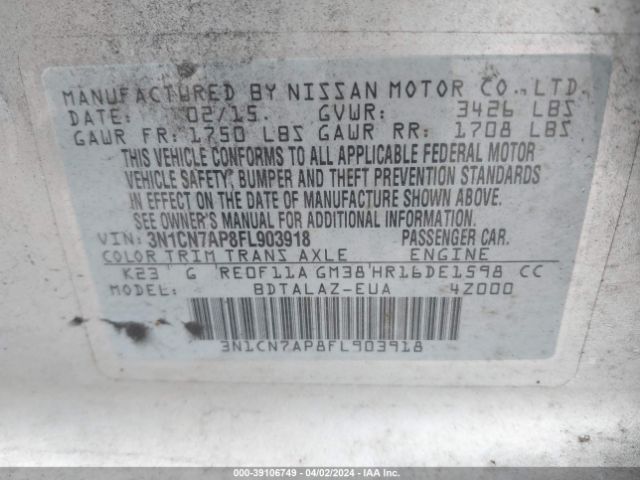 MANUFACTURED BY NISSAN MOTOR CO., LTD.
DATE: 02/15. GVWR: 3426 LBS
GAWR FR: 1750 LBS GAWR RR: 1708 LBS
THIS VEHICLE CONFORMS TO ALL APPLICABLE FEDERAL MOTOR
VEHICLE SAFETY, BUMPER AND THEFT PREVENTION STANDARDS
IN EFFECT ON THE DATE OF MANUFACTURE SHOWN ABOVE.
SEE OWNER'S MANUAL FOR ADDITIONAL INFORMATION.
VIN: 3N1CN7AP8FL903918 PASSENGER CAR.
COLOR TRIM TRANS AXLE ENGINE
K23 G RE0F11A GM38 HR16DE1598 CC
MODEL: BDTALAZ-EUA 4Z000
3N1CN7AP8FL903918
000-39106749 - 04/02/2024 - IAA Inc.